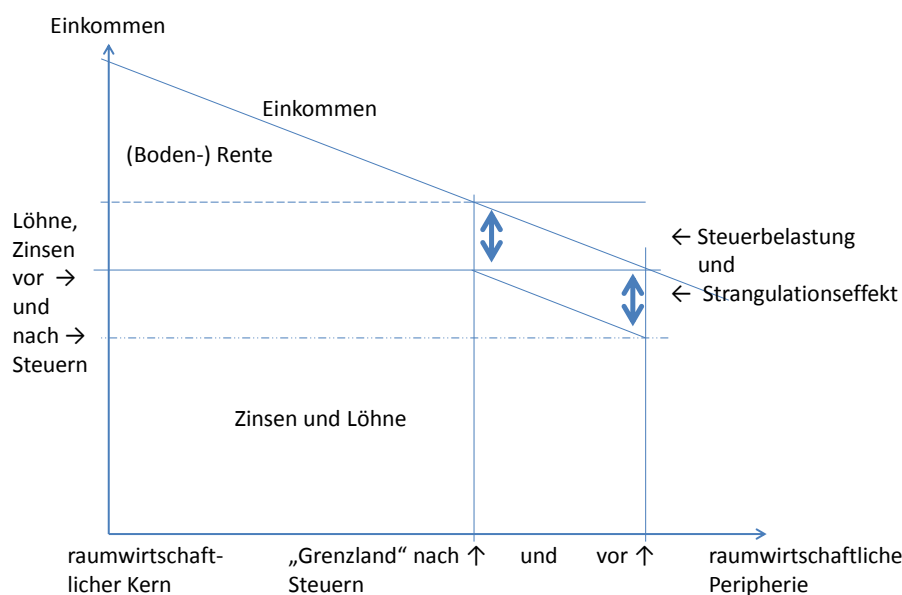 Einkommen
Einkommen
(Boden-) Rente
Löhne,
Zinsen
vor →
und
nach →
Steuern
← Steuerbelastung
und
← Strangulationseffekt
Zinsen und Löhne
raumwirtschaft-
licher Kern
„Grenzland“ nach ↑ und vor ↑
Steuern
raumwirtschaftliche
Peripherie